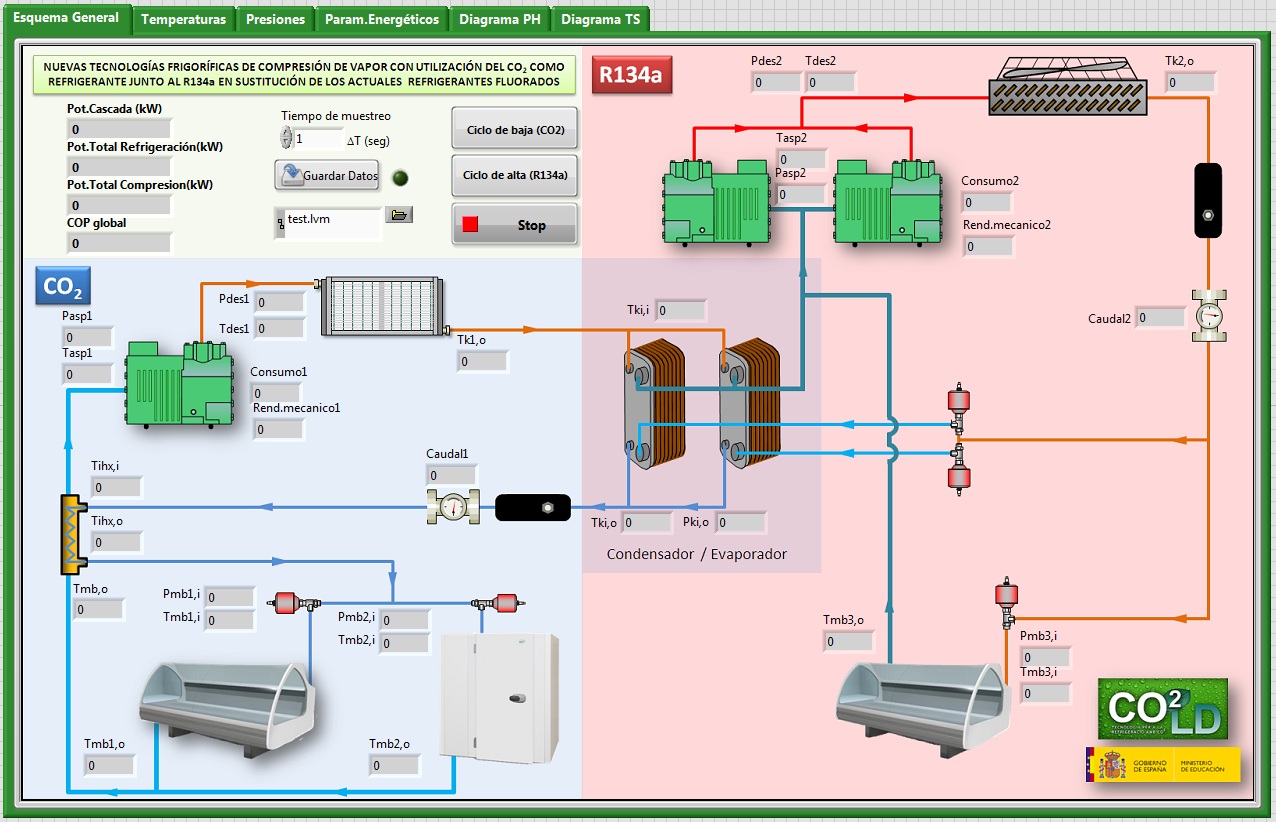 Esquema General
Temperaturas
Presiones
Param.Energéticos
Diagrama PH
Diagrama TS
NUEVAS TECNOLOGÍAS FRIGORÍFICAS DE COMPRESIÓN DE VAPOR CON UTILIZACIÓN DEL CO2 COMO
REFRIGERANTE JUNTO AL R134a EN SUSTITUCIÓN DE LOS ACTUALES REFRIGERANTES FLUORADOS
Pot.Cascada (kW)
0
Pot.Total Refrigeración(kW)
0
Pot.Total Compresion(kW)
0
COP global
0
Tiempo de muestreo
1
ΔT (seg)
Guardar Datos
test.lvm
Ciclo de baja (CO2)
Ciclo de alta (R134a)
Stop
R134a
Pdes2
0
Tdes2
0
Tk2,o
0
Tasp2
0
Pasp2
0
Consumo2
0
Rend.mecanico2
0
Caudal2
0
CO2
Pasp1
0
Tasp1
0
Pdes1
0
Tdes1
0
Tk1,o
0
Consumo1
0
Rend.mecanico1
0
Tki,i
0
Caudal1
0
Tihx,i
0
Tihx,o
0
Tki,o
0
Pki,o
0
Condensador / Evaporador
Tmb,o
0
Pmb1,i
0
Tmb1,i
0
Pmb2,i
0
Tmb2,i
0
Tmb1,o
0
Tmb2,o
0
Tmb3,o
0
Pmb3,i
0
Tmb3,i
0
CO2LD
GOBIERNO
DE ESPAÑA
MINISTERIO
DE EDUCACIÓN